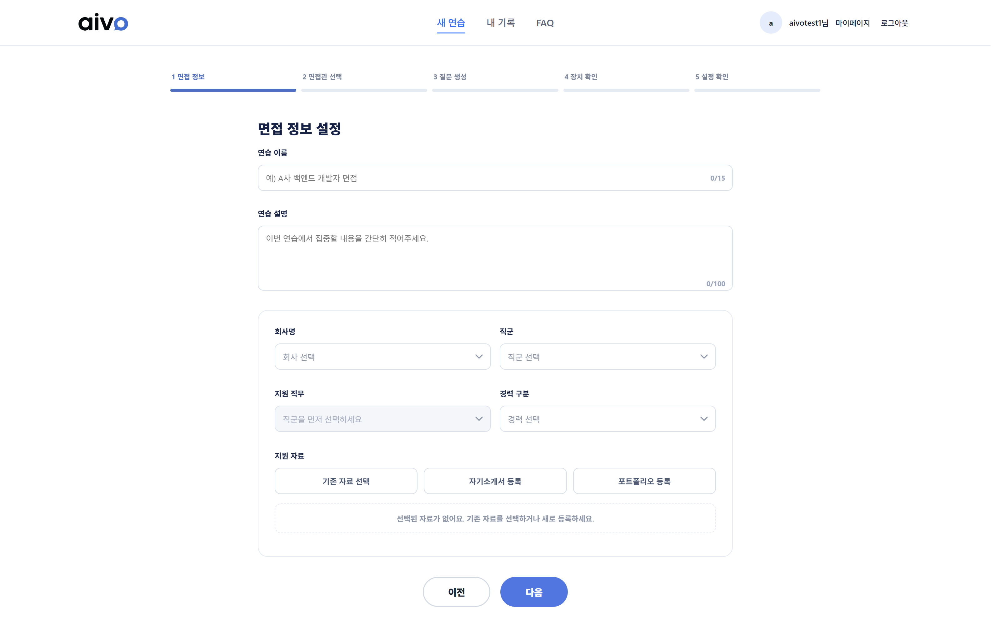 aivo
새 연습 내 기록 FAQ
a aivotest1님 마이페이지 로그아웃
1 면접 정보 2 면접관 선택 3 질문 생성 4 장치 확인 5 설정 확인
면접 정보 설정
연습 이름
예) A사 백엔드 개발자 면접 0/15
연습 설명
이번 연습에서 집중할 내용을 간단히 적어주세요.
0/100
회사명 직군
회사 선택 직군 선택
지원 직무 경력 구분
직군을 먼저 선택하세요 경력 선택
지원 자료
기존 자료 선택 자기소개서 등록 포트폴리오 등록
선택된 자료가 없어요. 기존 자료를 선택하거나 새로 등록하세요.
이전 다음